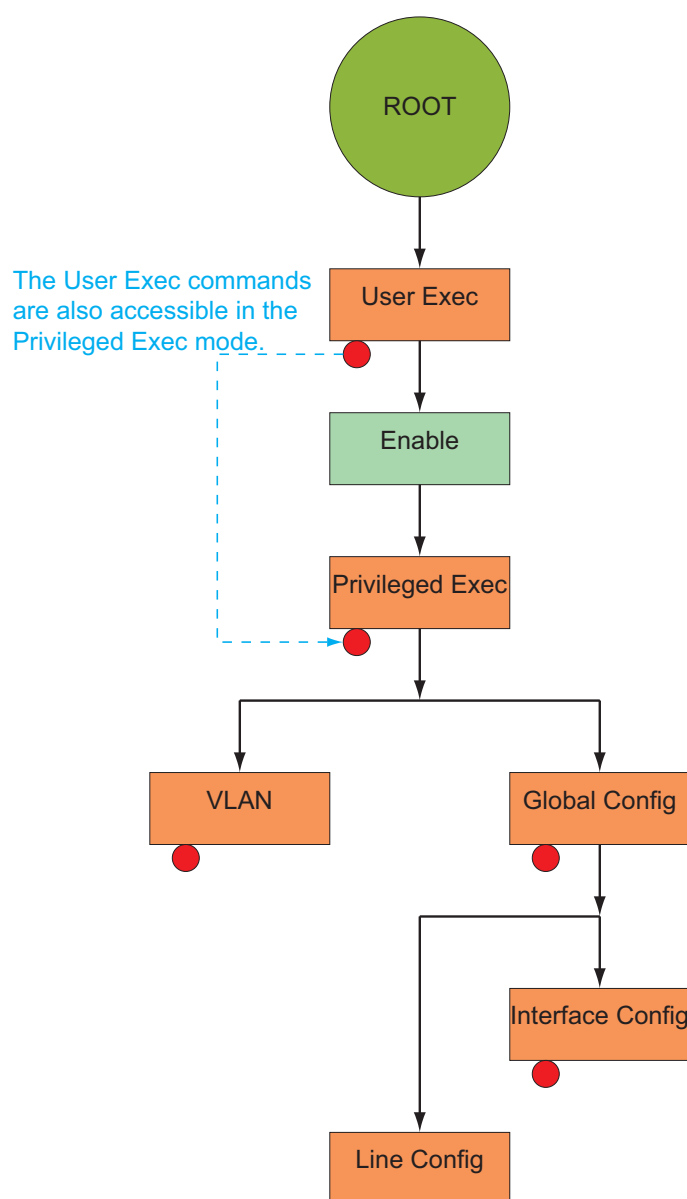 ROOT
The User Exec commands
are also accessible in the
Privileged Exec mode.
User Exec
Enable
Privileged Exec
VLAN
Global Config
Interface Config
Line Config